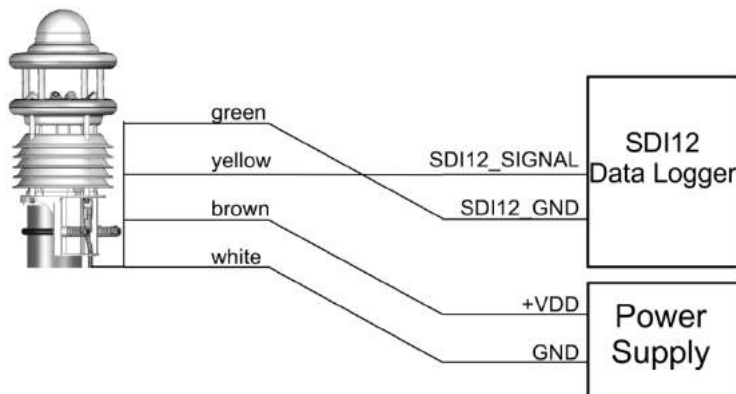 green
yellow
brown
white
SDI12_SIGNAL
SDI12_GND
+VDD
GND
SDI12
Data Logger
Power
Supply